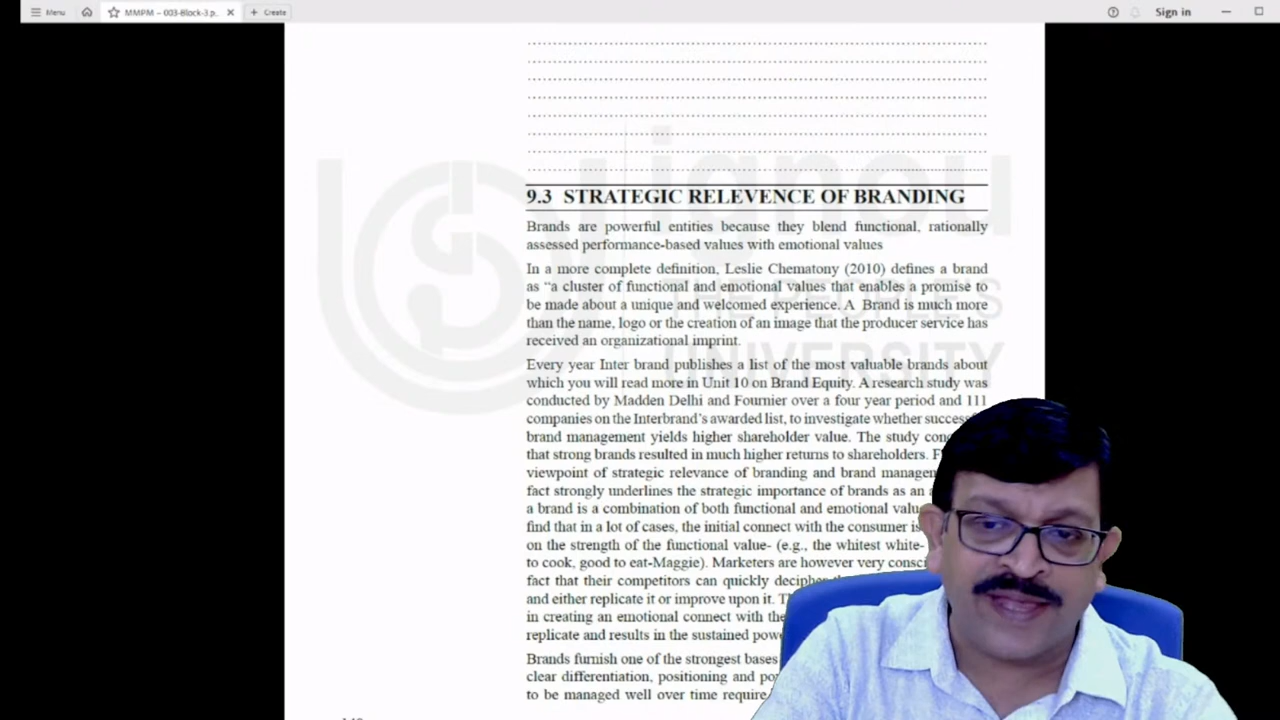 Menu
MMPM – 003-Block-3.p...
Create
Sign in
ignou
THE PEOPLE'S
UNIVERSITY
9.3 STRATEGIC RELEVENCE OF BRANDING
Brands are powerful entities because they blend functional, rationally
assessed performance-based values with emotional values
In a more complete definition, Leslie Chematony (2010) defines a brand
as “a cluster of functional and emotional values that enables a promise to
be made about a unique and welcomed experience. A Brand is much more
than the name, logo or the creation of an image that the producer service has
received an organizational imprint.
Every year Inter brand publishes a list of the most valuable brands about
which you will read more in Unit 10 on Brand Equity. A research study was
conducted by Madden Delhi and Fournier over a four year period and 111
companies on the Interbrand’s awarded list, to investigate whether
brand management yields higher shareholder value. The study
that strong brands resulted in much higher returns to shareholders.
viewpoint of strategic relevance of branding and brand
fact strongly underlines the strategic importance of brands as an
a brand is a combination of both functional and emotional
find that in a lot of cases, the initial connect with the consumer is
on the strength of the functional value- (e.g., the whitest white-
to cook, good to eat-Maggie). Marketers are however very
fact that their competitors can quickly decipher
and either replicate it or improve upon it.
in creating an emotional connect with the
replicate and results in the sustained
Brands furnish one of the strongest bases
clear differentiation, positioning and
to be managed well over time require